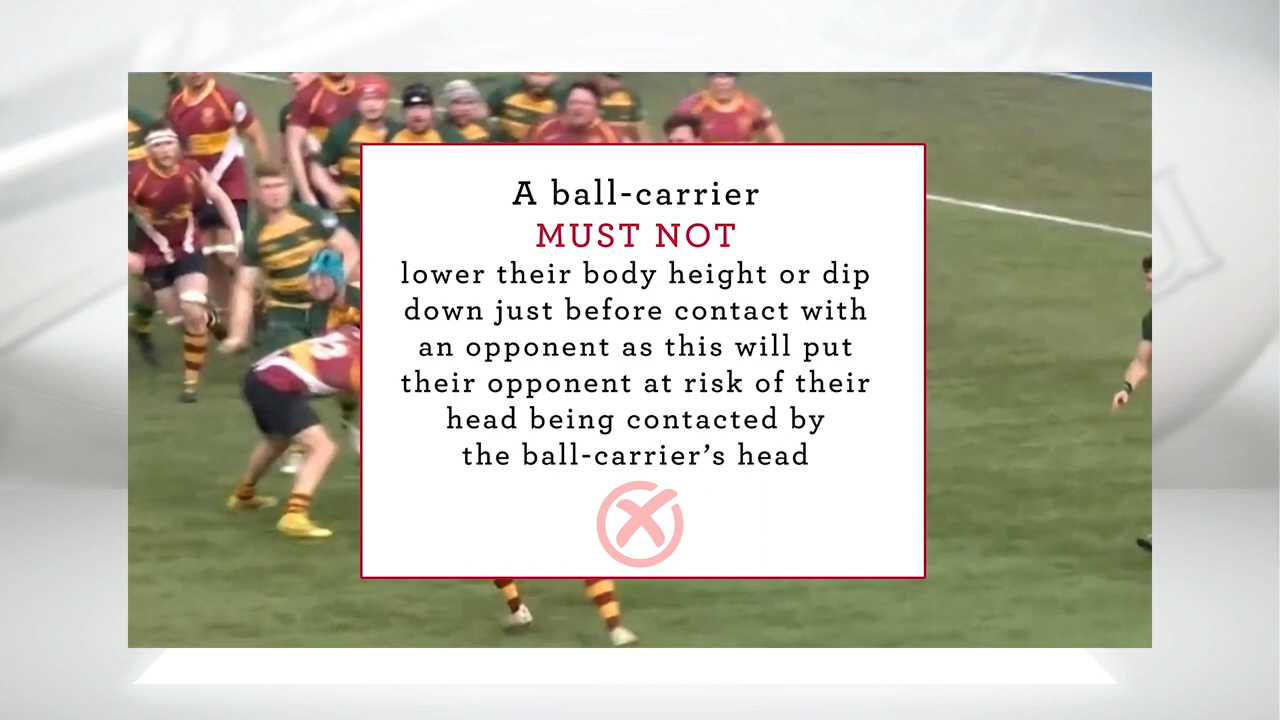 A ball-carrier
MUST NOT
lower their body height or dip
down just before contact with
an opponent as this will put
their opponent at risk of their
head being contacted by
the ball-carrier’s head